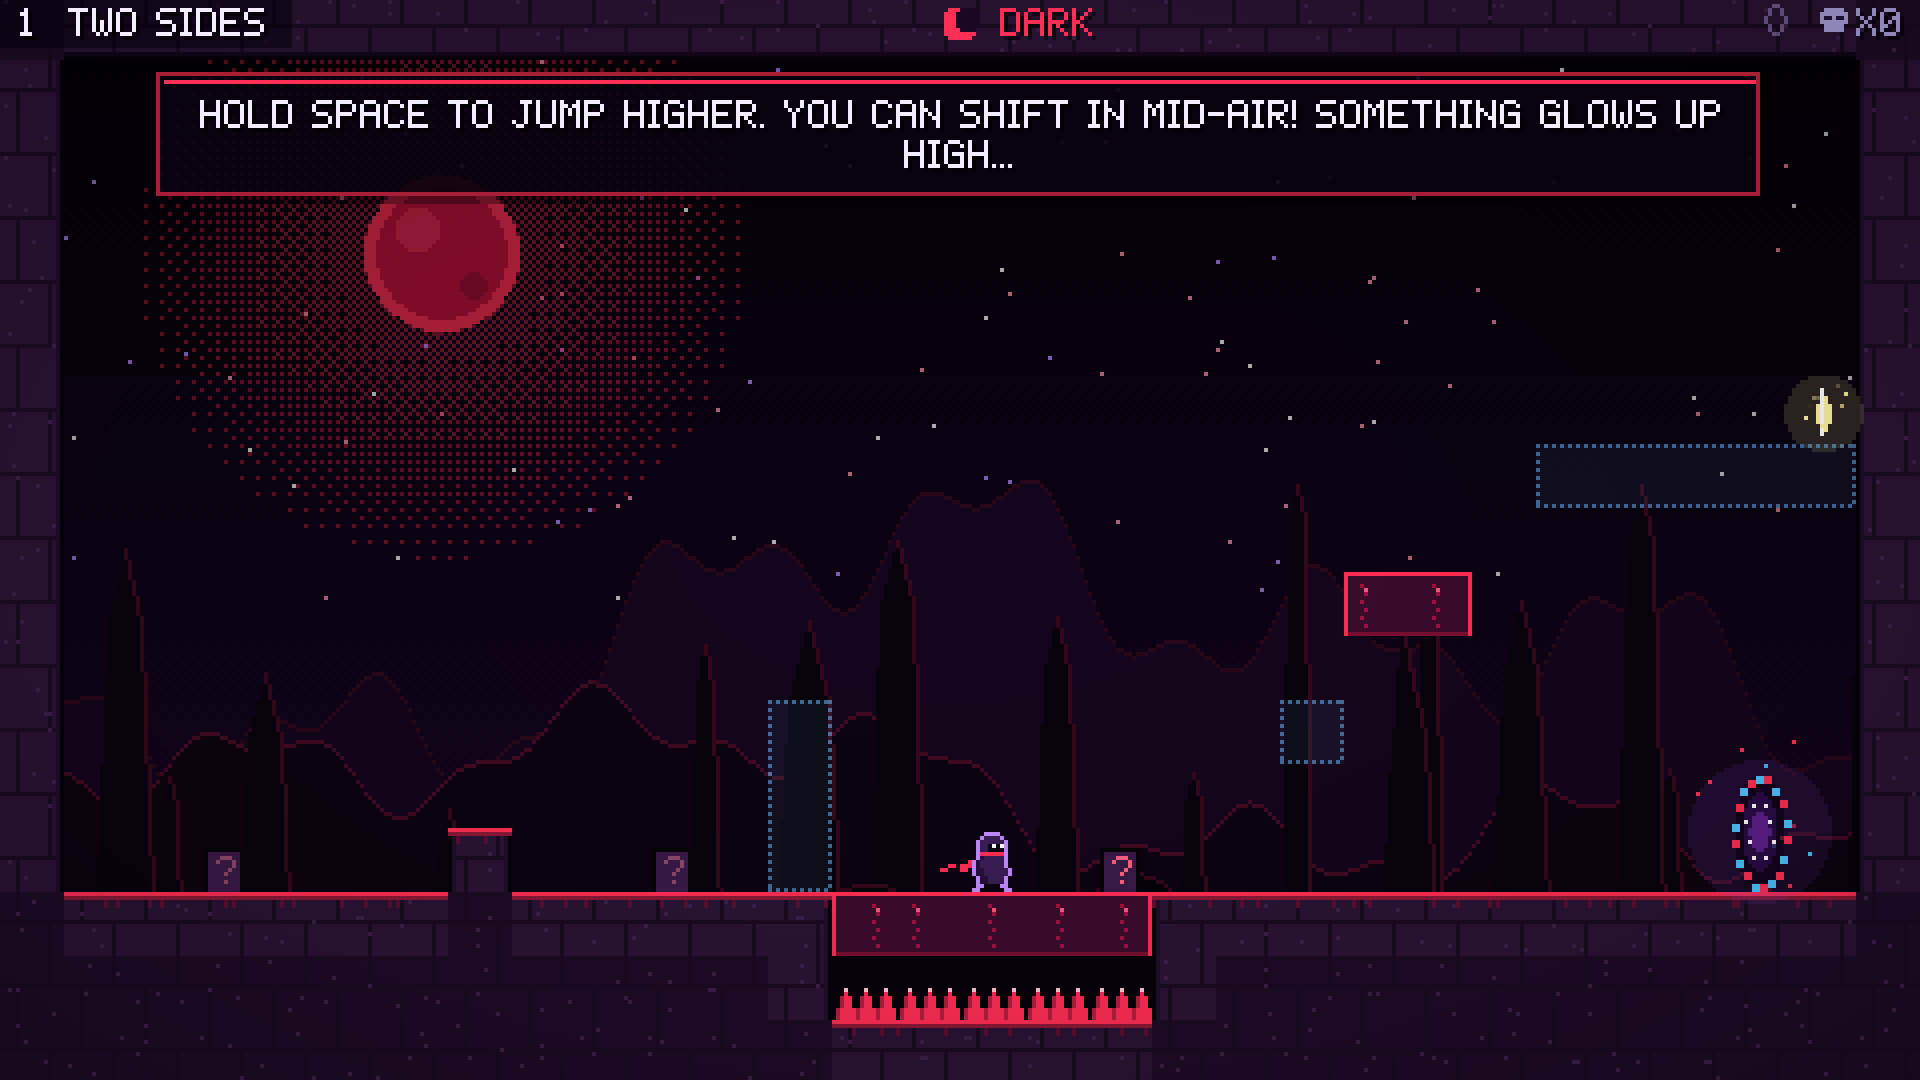 1 TWO SIDES
DARK
X0
HOLD SPACE TO JUMP HIGHER. YOU CAN SHIFT IN MID-AIR! SOMETHING GLOWS UP
HIGH...
? ? ?